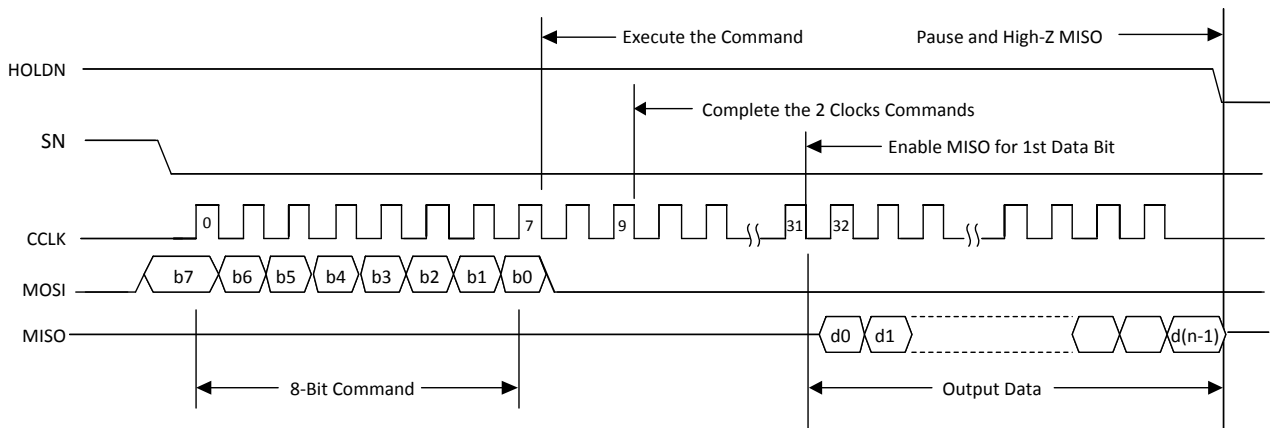 Execute the Command
Pause and High-Z MISO
HOLDN
Complete the 2 Clocks Commands
SN
Enable MISO for 1st Data Bit
CCLK
0
7
9
31
32
MOSI
b7
b6
b5
b4
b3
b2
b1
b0
MISO
d0
d1
d(n-1)
8-Bit Command
Output Data